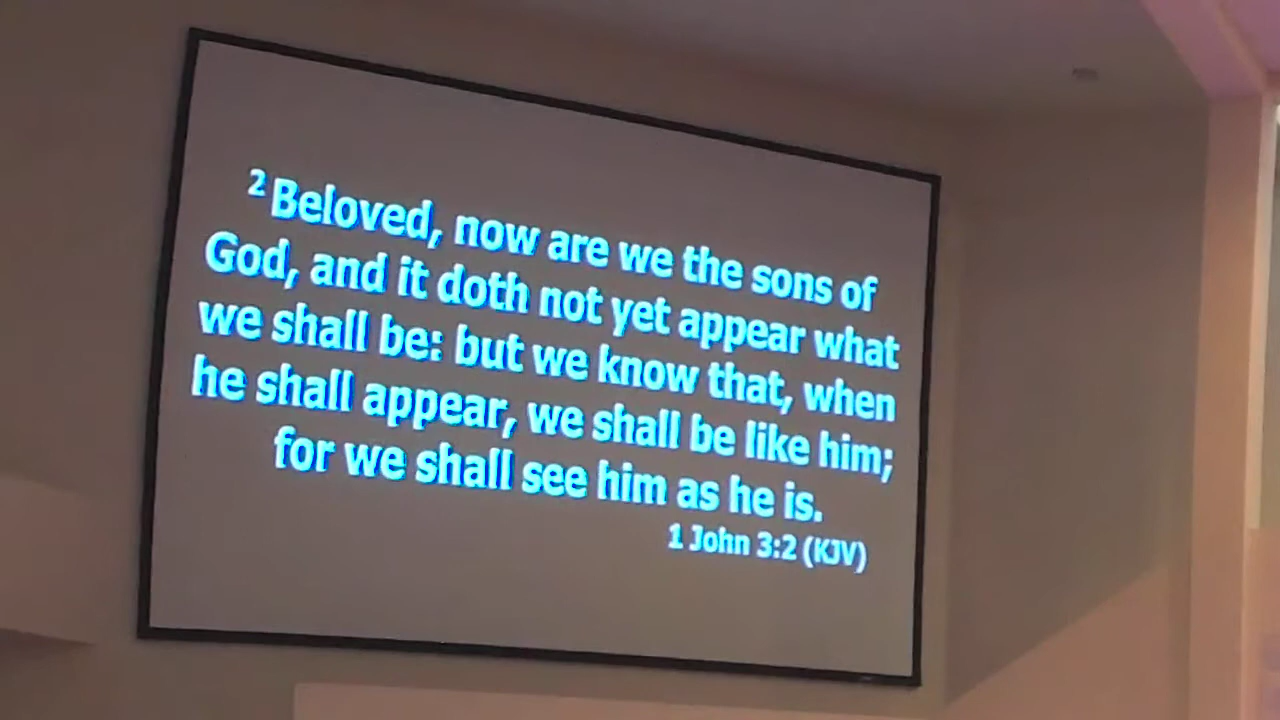 2 Beloved, now are we the sons of
God, and it doth not yet appear what
we shall be: but we know that, when
he shall appear, we shall be like him;
for we shall see him as he is.
1 John 3:2 (KJV)